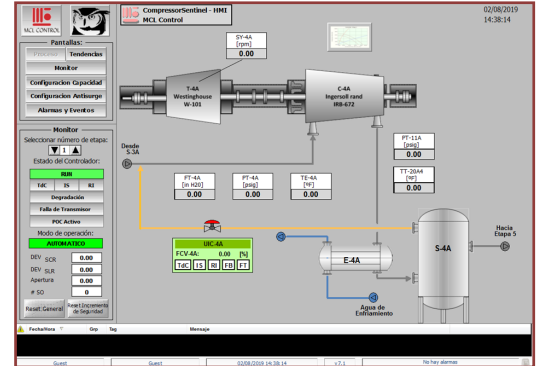 CompressorSentinel - HMI
MCL Control
02/08/2019
14:38:14
MCL CONTROL
Pantallas:
Proceso
Tendencias
Monitor
Configuracion Capacidad
Configuracion Antisurge
Alarmas y Eventos
Monitor
Seleccionar número de etapa:
1
Estado del Controlador:
RUN
TdC IS RI
Degradación
Falla de Transmisor
POC Activo
Modo de operación:
AUTOMATICO
DEV SCR 0.00
DEV SLR 0.00
Apertura 0.00
# SO 0
Reset General
Reset Incremento
de Seguridad
SY-4A
[rpm]
0.00
T-4A
Westinghouse
W-101
C-4A
Ingersoll rand
IRB-672
Desde
S-3A
FT-4A
[in H20]
0.00
PT-4A
[psig]
0.00
TE-4A
[ºF]
0.00
PT-11A
[psig]
0.00
TT-20A4
[ºF]
0.00
UIC-4A
FCV-4A: 0.00 [%]
TdC IS RI FB FT
E-4A
S-4A
Hacia
Etapa 5
Agua de
Enfriamiento
Fecha/Hora Grp Tag Mensaje
Guest Guest 02/08/2019 14:38:14 v7.1 No hay alarmas